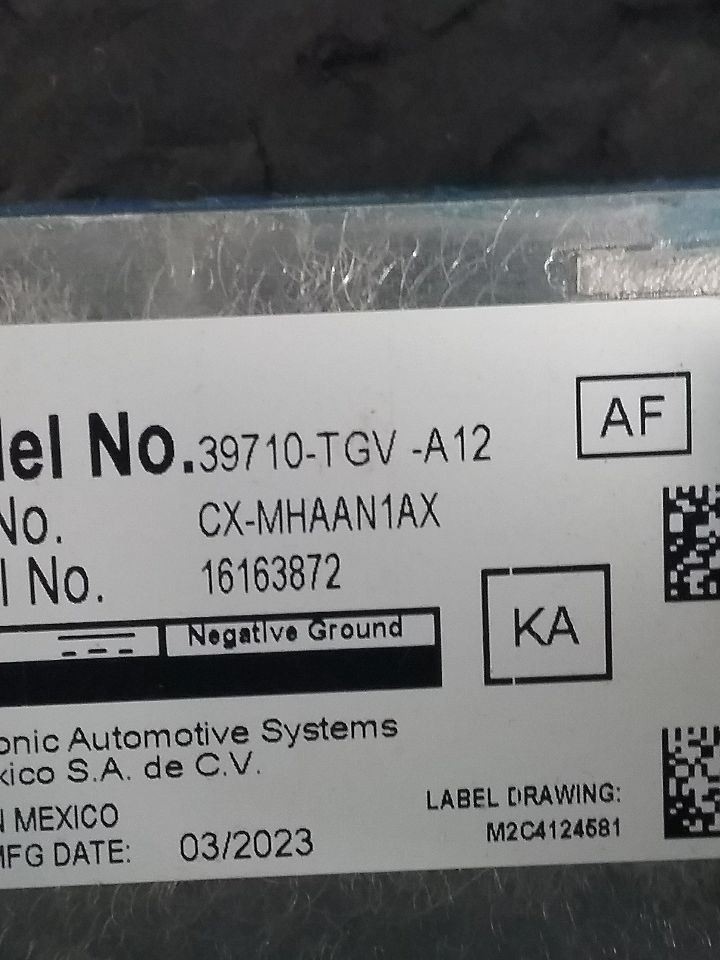 del No. 39710-TGV -A12
AF
No. CX-MHAAN1AX
l No. 16163872
Negative Ground
KA
onic Automotive Systems
xico S.A. de C.V.
N MEXICO
MFG DATE: 03/2023
LABEL DRAWING:
M2C4124581